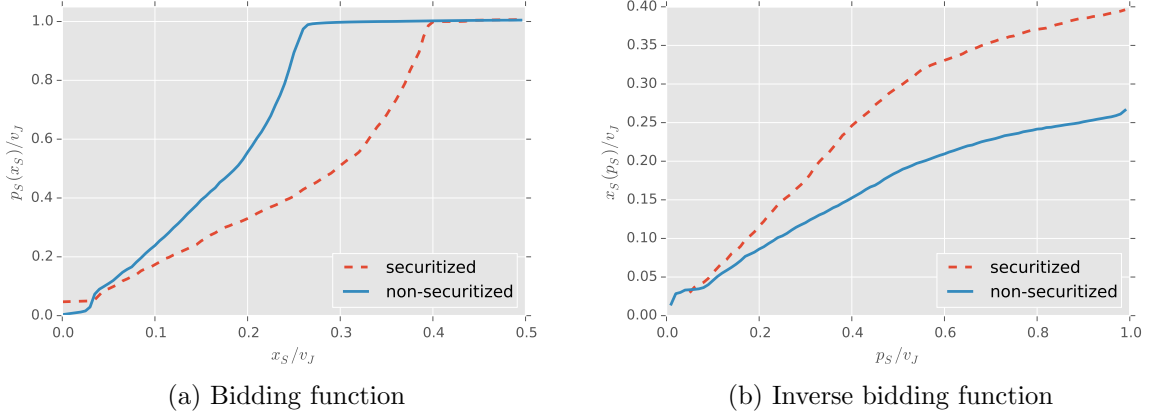 1.0
0.8
0.6
0.4
0.2
0.0
p_S(x_S)/v_J
0.0 0.1 0.2 0.3 0.4 0.5
x_S/v_J
securitized
non-securitized
(a) Bidding function
0.40
0.35
0.30
0.25
0.20
0.15
0.10
0.05
0.00
x_S(p_S)/v_J
0.0 0.2 0.4 0.6 0.8 1.0
p_S/v_J
securitized
non-securitized
(b) Inverse bidding function